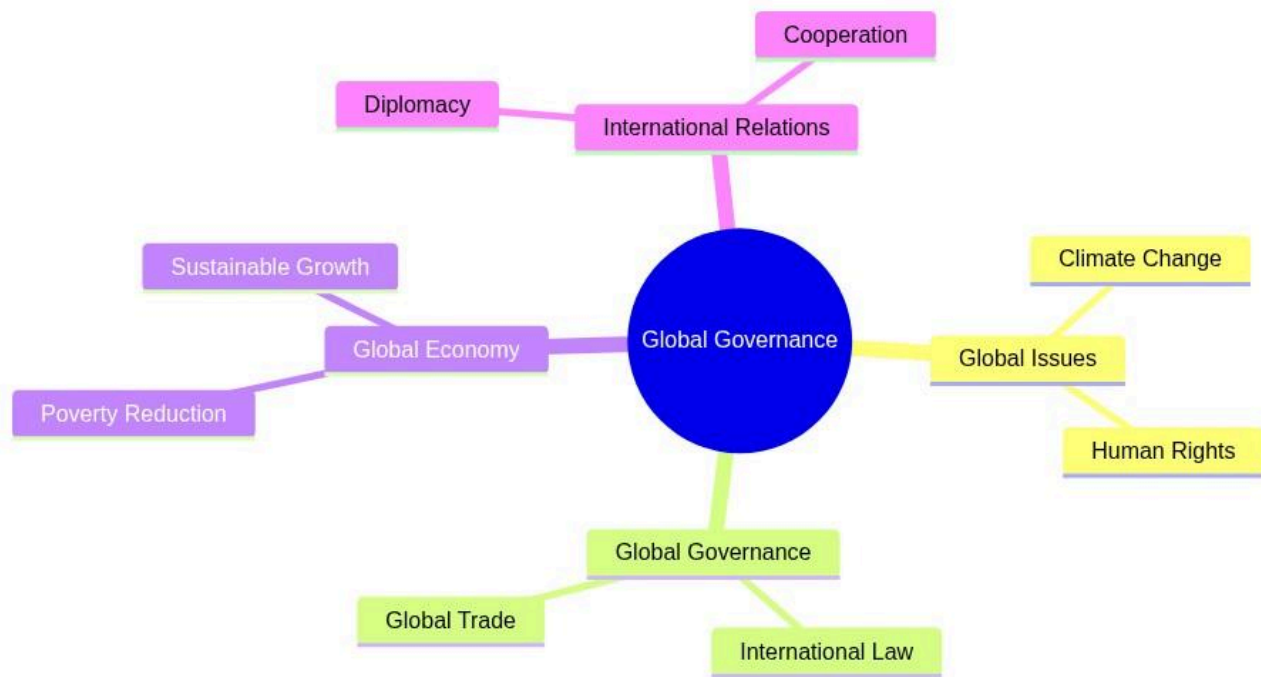 Cooperation
Diplomacy
International Relations
Sustainable Growth
Climate Change
Global Economy
Global Governance
Global Issues
Poverty Reduction
Human Rights
Global Governance
Global Trade
International Law